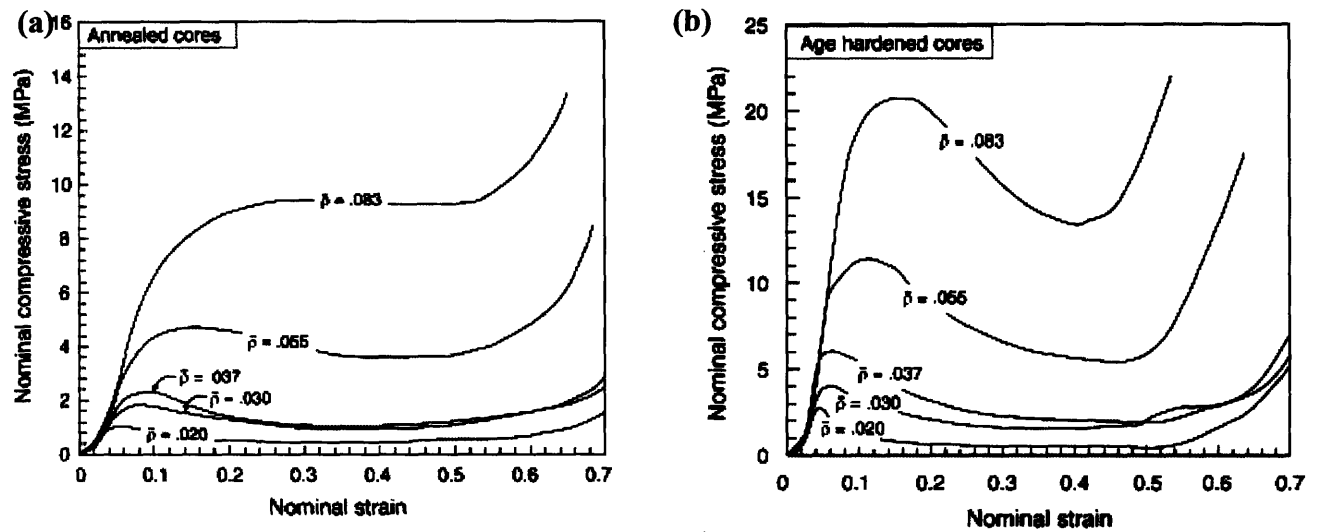 (a)
16
Annealed cores
14
12
10
8
6
4
2
0
Nominal compressive stress (MPa)
ρ̄ = .083
ρ̄ = .055
ρ̄ = .037
ρ̄ = .030
ρ̄ = .020
0 0.1 0.2 0.3 0.4 0.5 0.6 0.7
Nominal strain
(b)
25
Age hardened cores
20
15
10
5
0
Nominal compressive stress (MPa)
ρ̄ = .083
ρ̄ = .055
ρ̄ = .037
ρ̄ = .030
ρ̄ = .020
0 0.1 0.2 0.3 0.4 0.5 0.6 0.7
Nominal strain